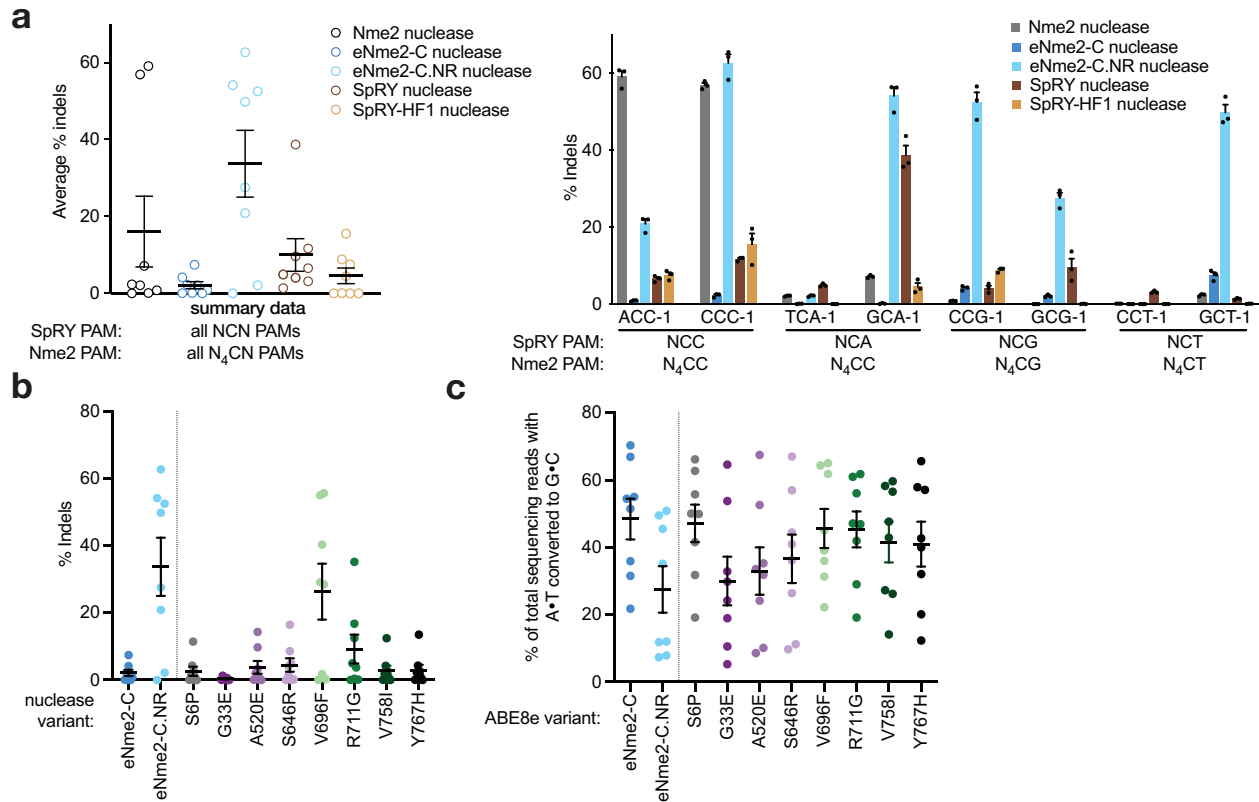 a
Average % indels
60
40
20
0
Nme2 nuclease
eNme2-C nuclease
eNme2-C.NR nuclease
SpRY nuclease
SpRY-HF1 nuclease
summary data
SpRY PAM: all NCN PAMs
Nme2 PAM: all N₄CN PAMs
% Indels
60
40
20
0
Nme2 nuclease
eNme2-C nuclease
eNme2-C.NR nuclease
SpRY nuclease
SpRY-HF1 nuclease
ACC-1 CCC-1 TCA-1 GCA-1 CCG-1 GCG-1 CCT-1 GCT-1
SpRY PAM: NCC NCA NCG NCT
Nme2 PAM: N₄CC N₄CC N₄CG N₄CT
b
% Indels
80
60
40
20
0
nuclease
variant:
eNme2-C
eNme2-C.NR
S6P
G33E
A520E
S646R
V696F
R711G
V758I
Y767H
c
% of total sequencing reads with
A•T converted to G•C
80
60
40
20
0
ABE8e variant:
eNme2-C
eNme2-C.NR
S6P
G33E
A520E
S646R
V696F
R711G
V758I
Y767H